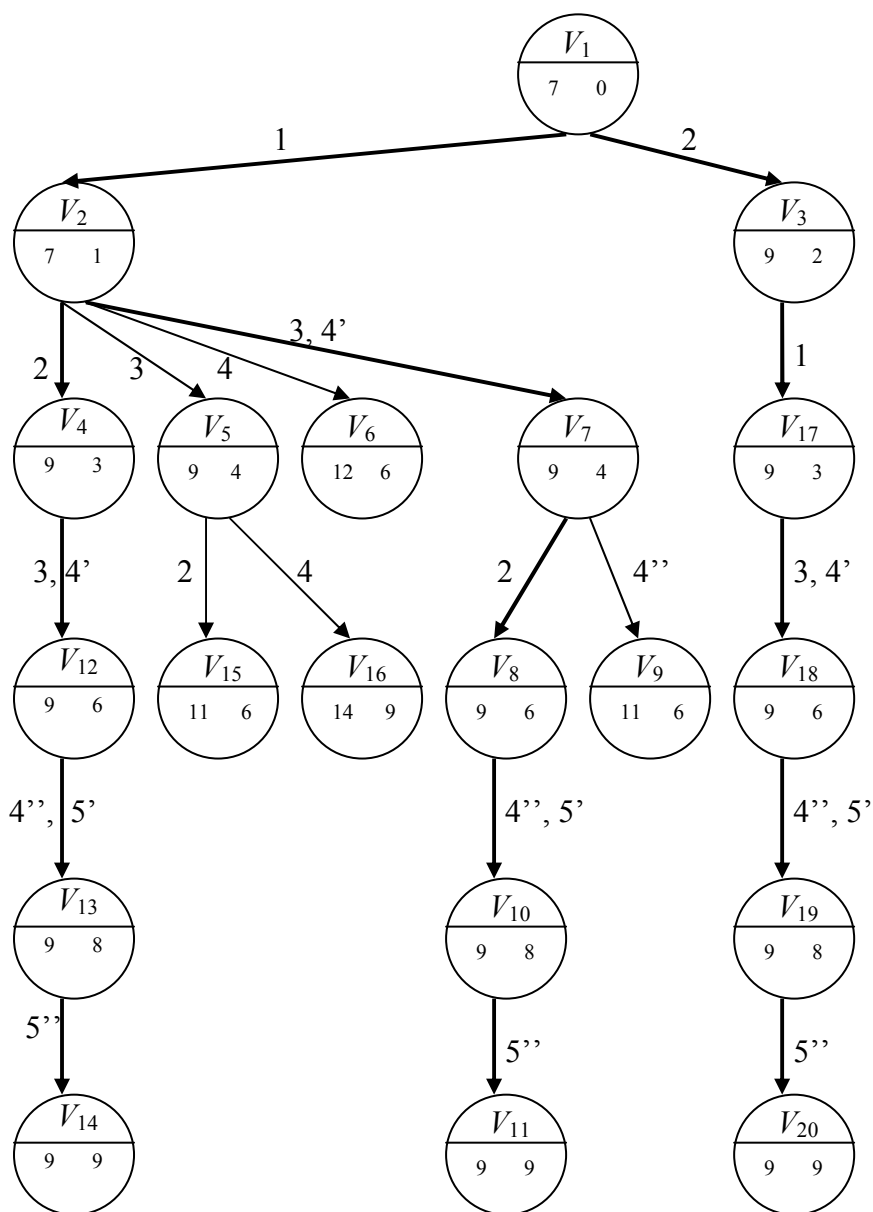 V1
7 0
1 2
V2 V3
7 1 9 2
3, 4’
2 3 4 1
V4 V5 V6 V7 V17
9 3 9 4 12 6 9 4 9 3
3, 4’ 2 4 2 4’’ 3, 4’
V12 V15 V16 V8 V9 V18
9 6 11 6 14 9 9 6 11 6 9 6
4’’, 5’ 4’’, 5’ 4’’, 5’
V13 V10 V19
9 8 9 8 9 8
5’’ 5’’ 5’’
V14 V11 V20
9 9 9 9 9 9